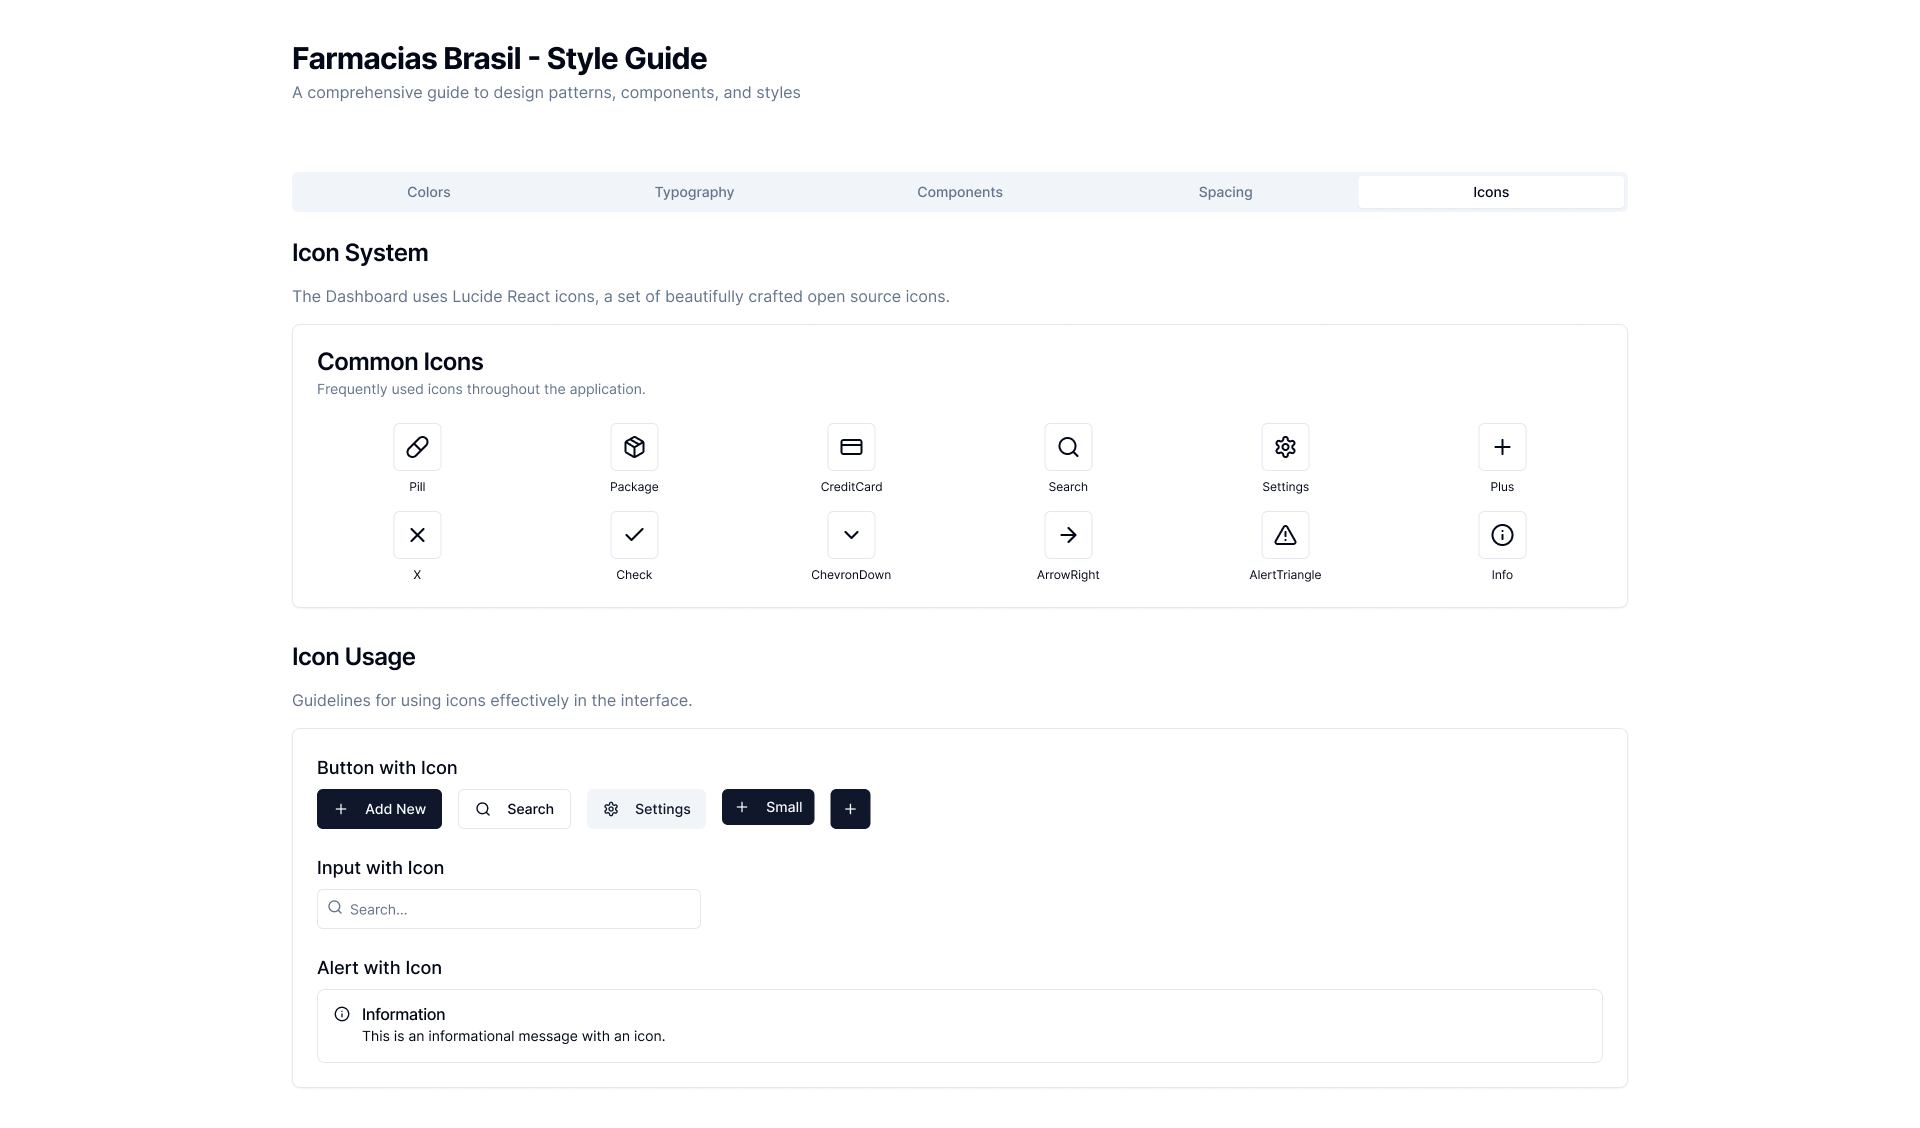 Farmacias Brasil - Style Guide
A comprehensive guide to design patterns, components, and styles
Colors
Typography
Components
Spacing
Icons
Icon System
The Dashboard uses Lucide React icons, a set of beautifully crafted open source icons.
Common Icons
Frequently used icons throughout the application.
Pill
Package
CreditCard
Search
Settings
Plus
X
Check
ChevronDown
ArrowRight
AlertTriangle
Info
Icon Usage
Guidelines for using icons effectively in the interface.
Button with Icon
Add New
Search
Settings
Small
Input with Icon
Search...
Alert with Icon
Information
This is an informational message with an icon.